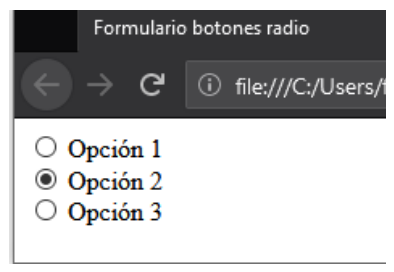 Formulario botones radio
file:///C:/Users/f
Opción 1
Opción 2
Opción 3